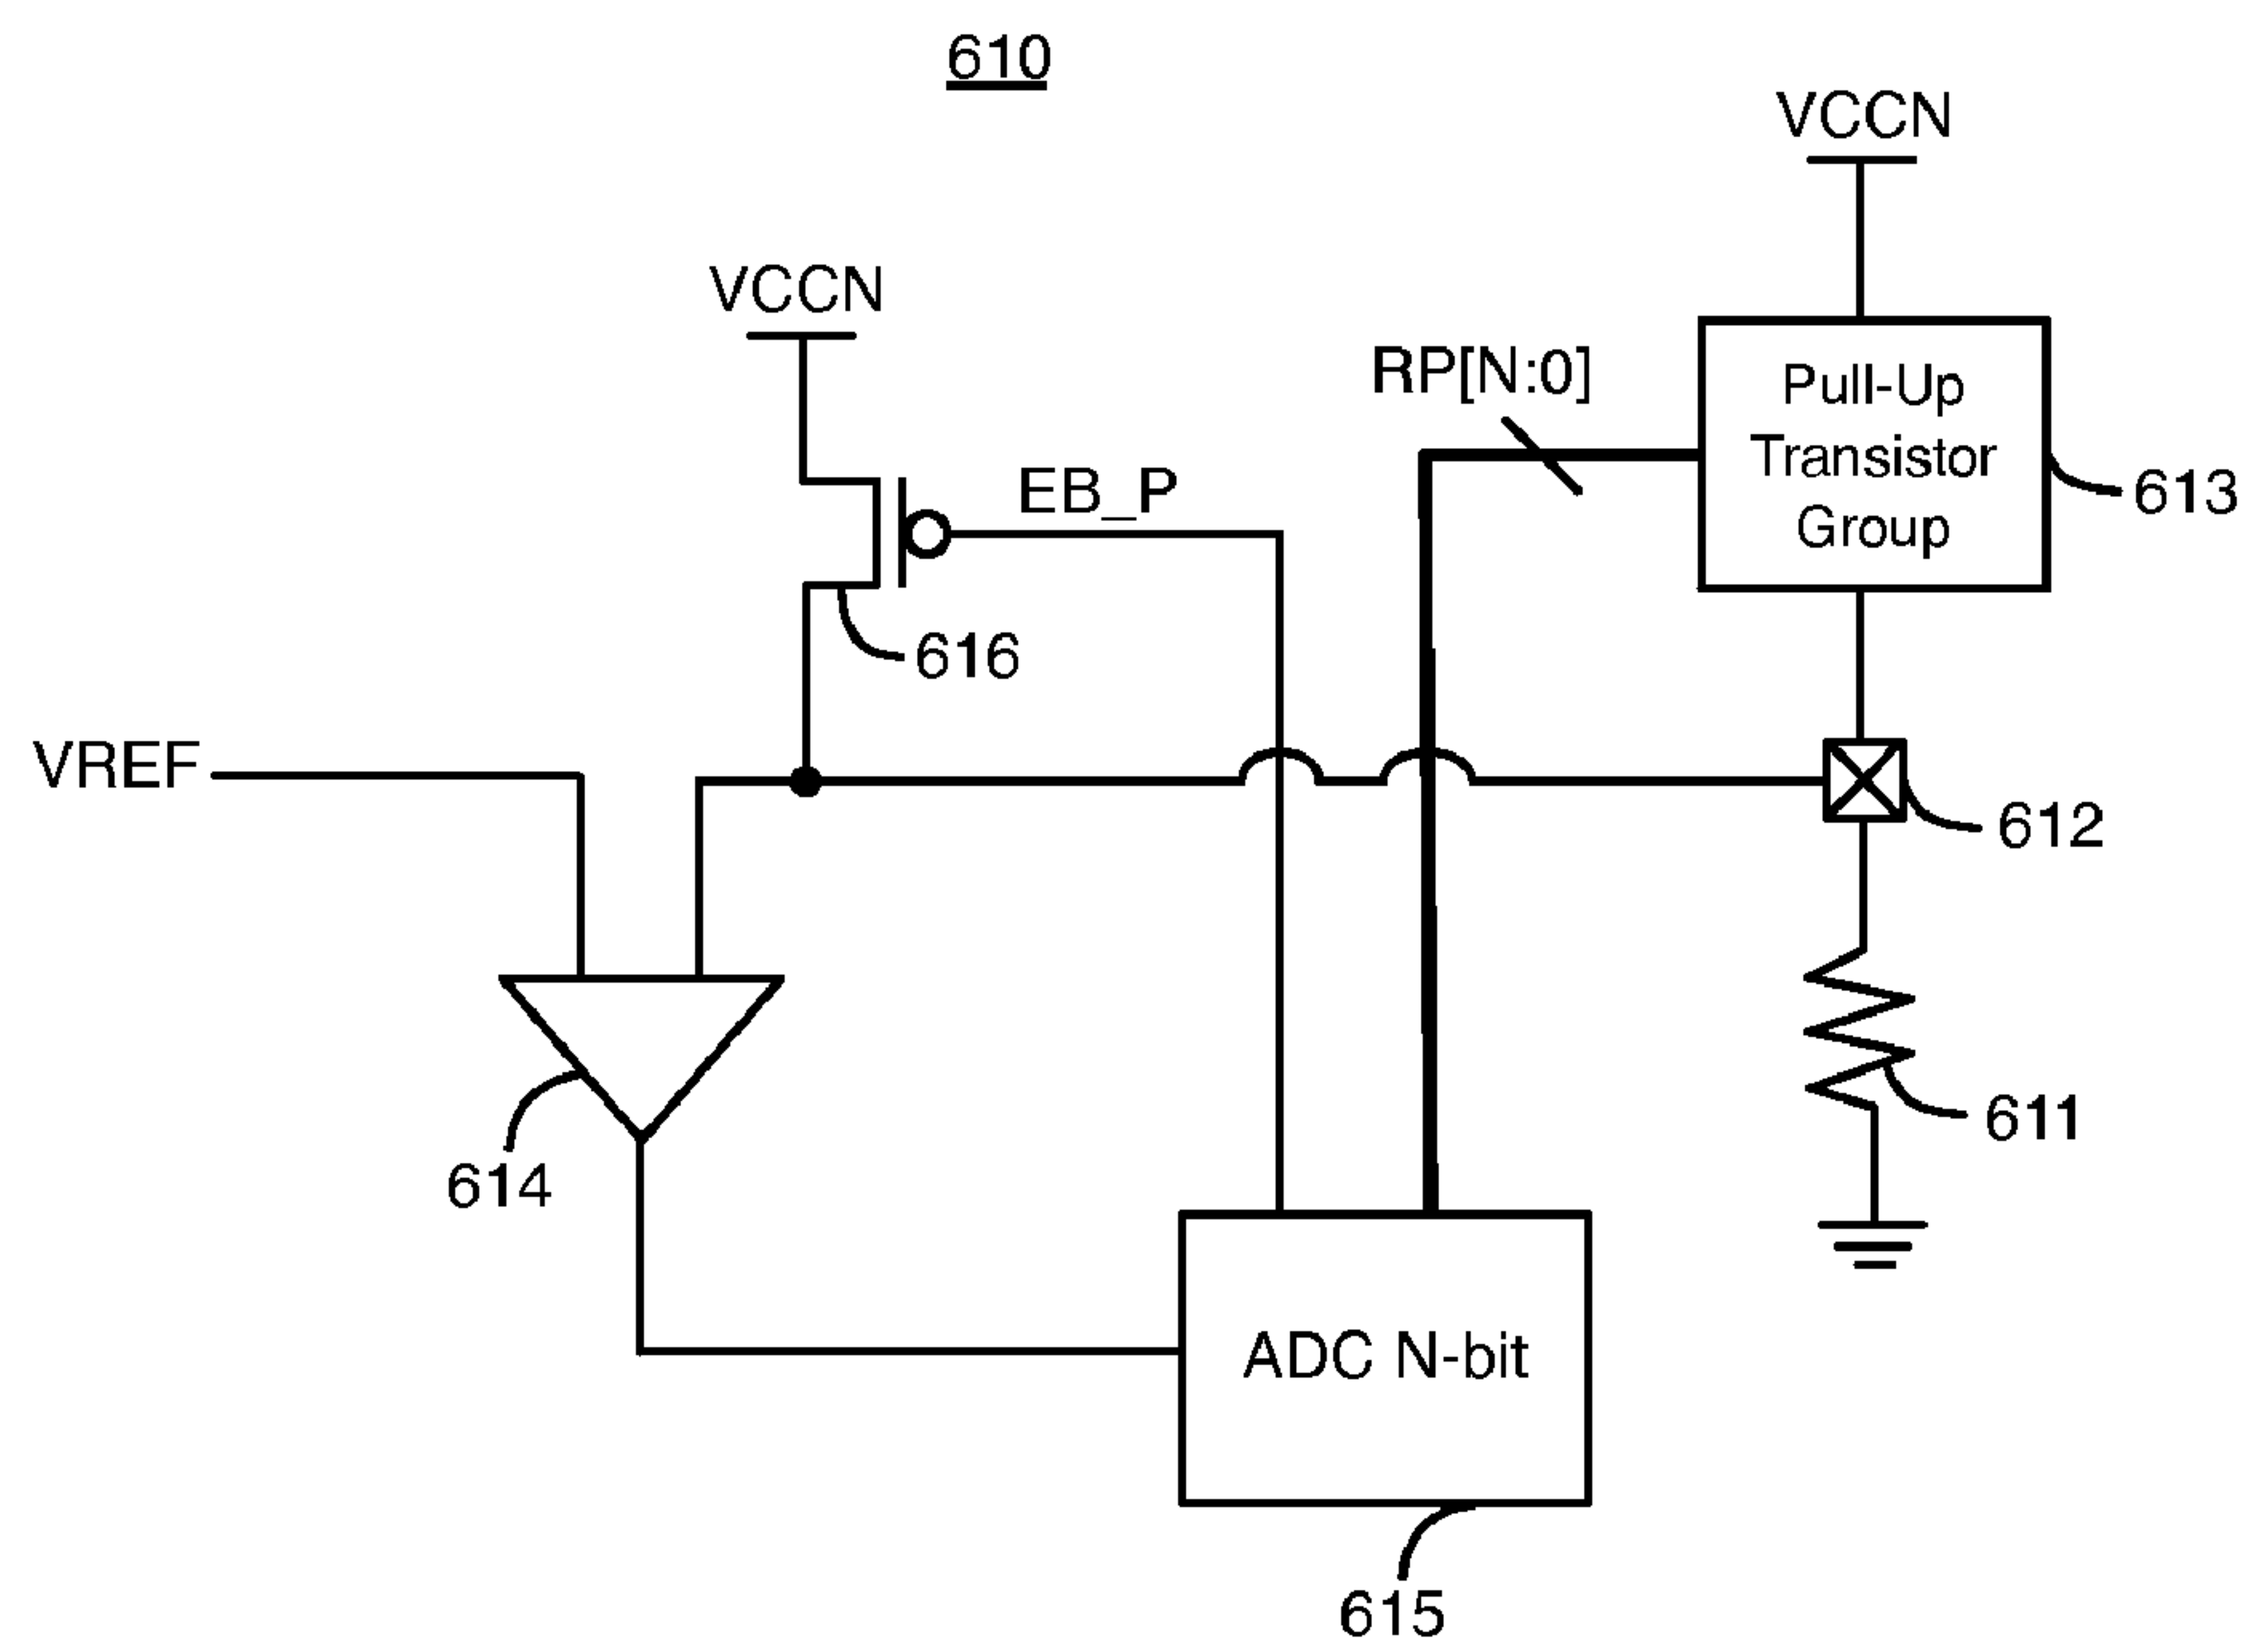 610
VCCN
VCCN
RP[N:0]
Pull-Up
Transistor
Group
613
EB_P
616
VREF
612
611
614
ADC N-bit
615